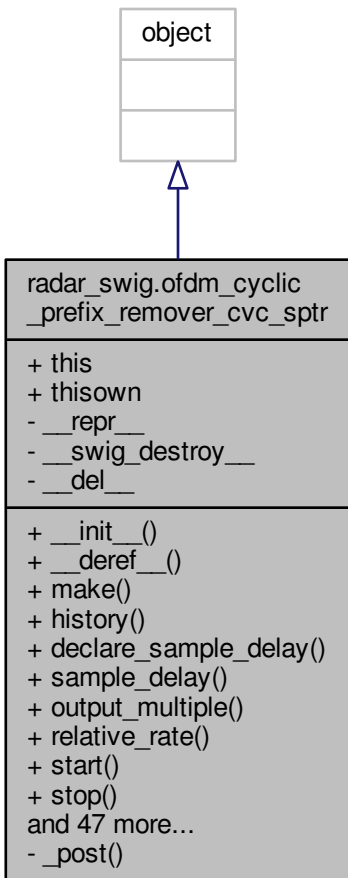 object
radar_swig.ofdm_cyclic
_prefix_remover_cvc_sptr
+ this
+ thisown
- __repr__
- __swig_destroy__
- __del__
+ __init__()
+ __deref__()
+ make()
+ history()
+ declare_sample_delay()
+ sample_delay()
+ output_multiple()
+ relative_rate()
+ start()
+ stop()
and 47 more...
- _post()